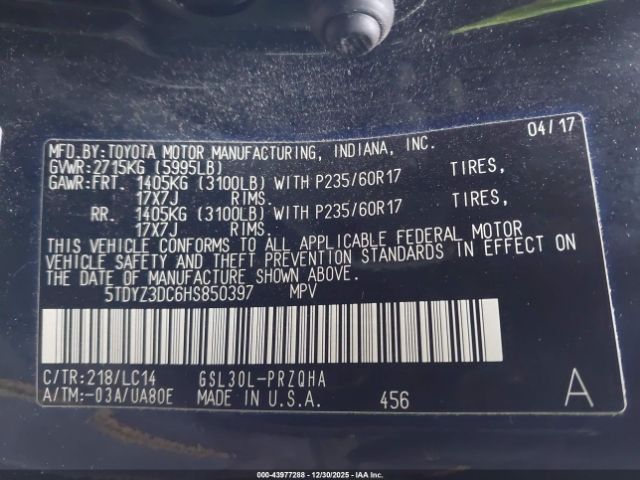 04/17
MFD.BY:TOYOTA MOTOR MANUFACTURING, INDIANA, INC.
GVWR:2715KG (5995LB)
GAWR:FRT. 1405KG (3100LB) WITH P235/60R17 TIRES,
17X7J RIMS.
RR. 1405KG (3100LB) WITH P235/60R17 TIRES,
17X7J RIMS.
THIS VEHICLE CONFORMS TO ALL APPLICABLE FEDERAL MOTOR
VEHICLE SAFETY AND THEFT PREVENTION STANDARDS IN EFFECT ON
THE DATE OF MANUFACTURE SHOWN ABOVE.
5TDYZ3DC6HS850397 MPV
C/TR:218/LC14 GSL30L-PRZQHA
A/TM:-03A/UA80E MADE IN U.S.A. 456 A
000-43977288 - 12/30/2025 - IAA Inc.